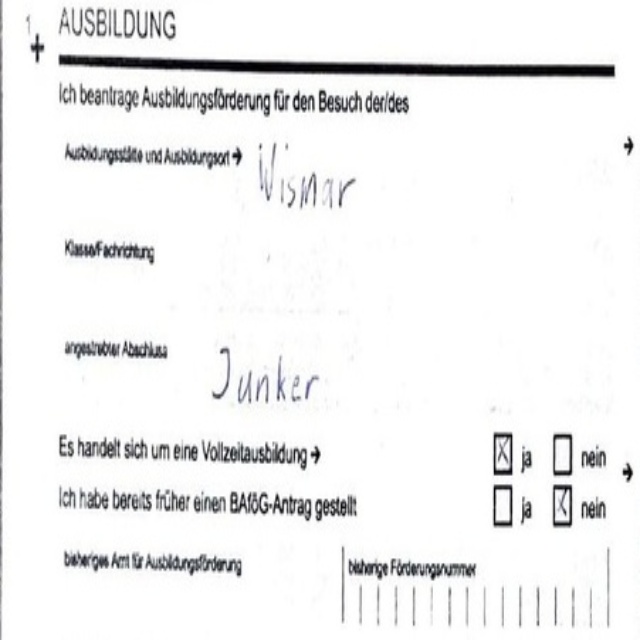 1
AUSBILDUNG
Ich beantrage Ausbildungsförderung für den Besuch der/des
Ausbildungsstätte und Ausbildungsort → Wismar →
Klasse/Fachrichtung
angestrebter Abschluss
Junker
Es handelt sich um eine Vollzeitausbildung → ☒ ja ☐ nein →
Ich habe bereits früher einen BAföG-Antrag gestellt ☐ ja ☒ nein
bisheriges Amt für Ausbildungsförderung bisherige Förderungsnummer